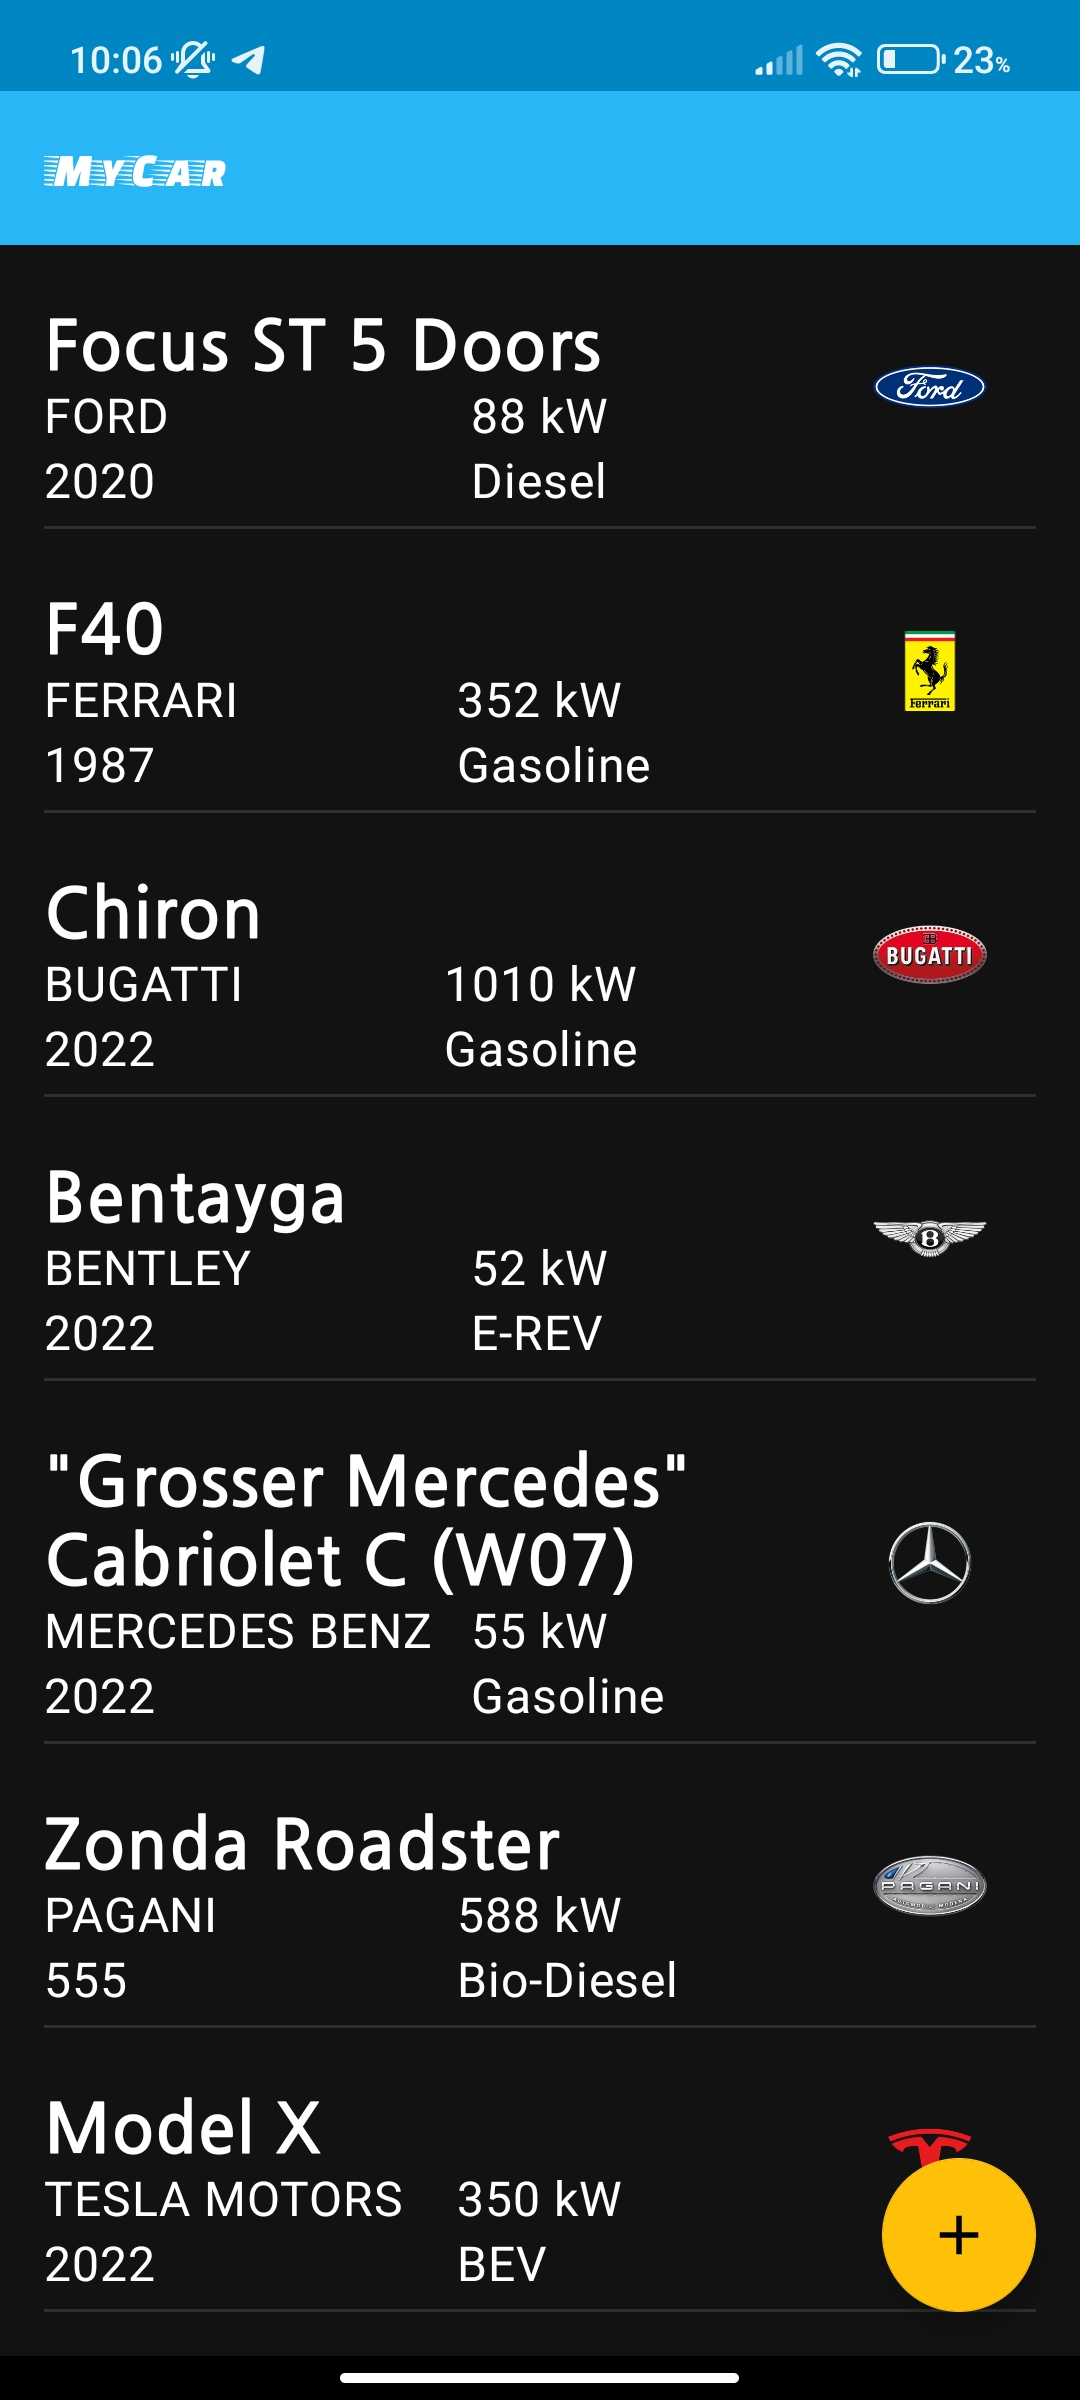 10:06 23%
MyCar
Focus ST 5 Doors
FORD 88 kW
Ford
2020 Diesel
F40
FERRARI 352 kW
Ferrari
1987 Gasoline
Chiron
BUGATTI 1010 kW
BUGATTI
2022 Gasoline
Bentayga
BENTLEY 52 kW
B
2022 E-REV
"Grosser Mercedes"
Cabriolet C (W07)
MERCEDES BENZ 55 kW
2022 Gasoline
Zonda Roadster
PAGANI 588 kW
PAGANI
AUTOMOBILI MODENA
555 Bio-Diesel
Model X
TESLA MOTORS 350 kW
2022 BEV
+